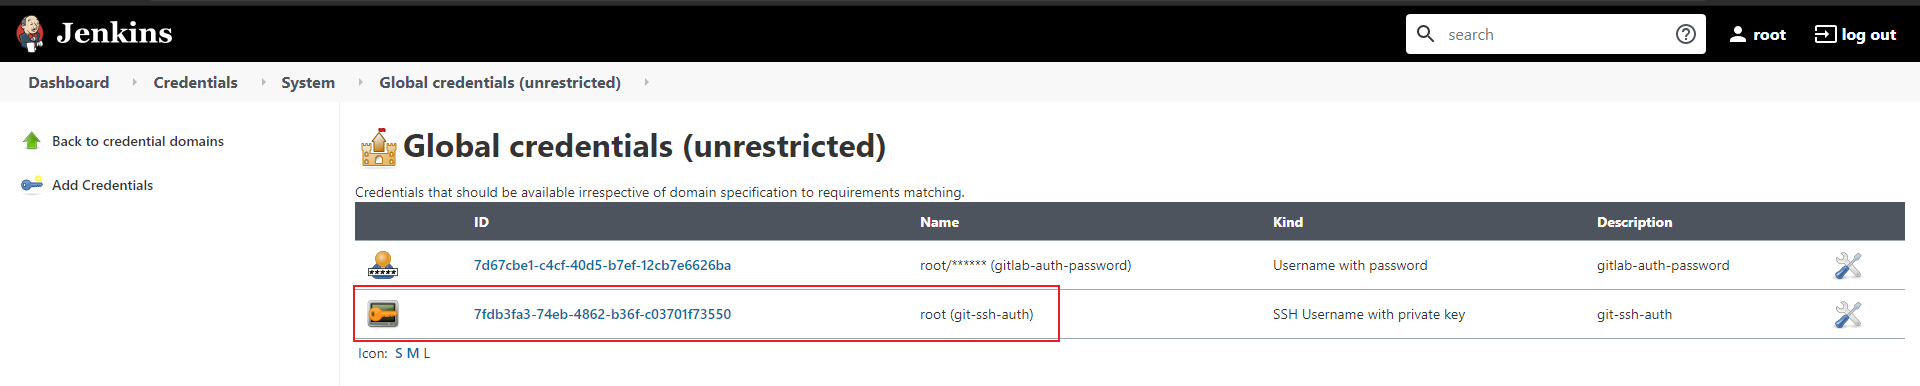 Jenkins
search
root
log out
Dashboard
Credentials
System
Global credentials (unrestricted)
Back to credential domains
Add Credentials
Global credentials (unrestricted)
Credentials that should be available irrespective of domain specification to requirements matching.
ID Name Kind Description
7d67cbe1-c4cf-40d5-b7ef-12cb7e6626ba root/****** (gitlab-auth-password) Username with password gitlab-auth-password
7fdb3fa3-74eb-4862-b36f-c03701f73550 root (git-ssh-auth) SSH Username with private key git-ssh-auth
Icon: S M L